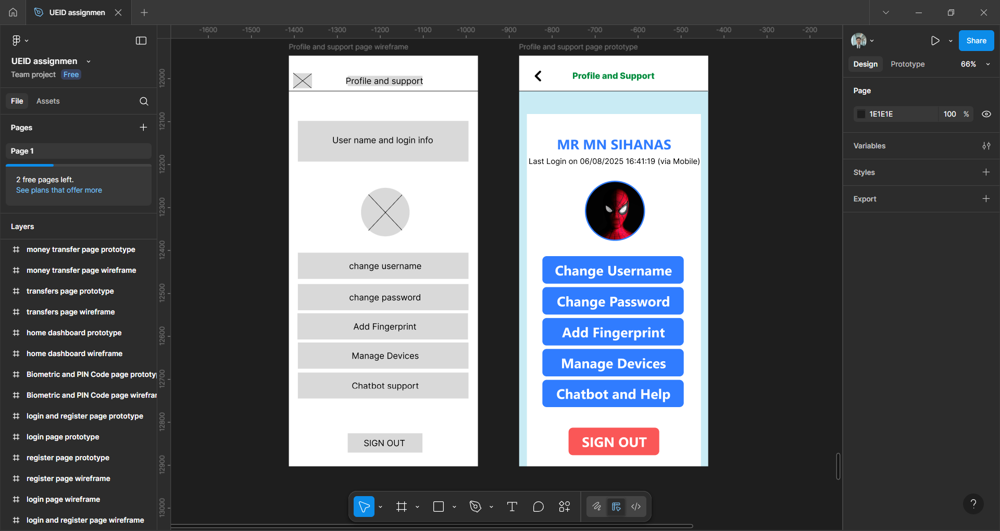 UEID assignmen
UEID assignmen
Team project Free
File Assets
Pages
Page 1
2 free pages left.
See plans that offer more
Layers
money transfer page prototype
money transfer page wireframe
transfers page prototype
transfers page wireframe
home dashboard prototype
home dashboard wireframe
Biometric and PIN Code page prototy
Biometric and PIN Code page wirefra
login and register page prototype
login page prototype
register page prototype
register page wireframe
login page wireframe
login and register page wireframe
-1600 -1500 -1400 -1300 -1200 -1100 -1000 -900 -800 -700 -600 -500 -400 -300 -200
12000
12100
12200
12300
12400
12500
12600
12700
12800
12900
13000
Profile and support page wireframe
Profile and support
User name and login info
change username
change password
Add Fingerprint
Manage Devices
Chatbot support
SIGN OUT
Profile and support page prototype
Profile and Support
MR MN SIHANAS
Last Login on 06/08/2025 16:41:19 (via Mobile)
Change Username
Change Password
Add Fingerprint
Manage Devices
Chatbot and Help
SIGN OUT
Share
Design Prototype 66%
Page
1E1E1E 100 %
Variables
Styles
Export
?